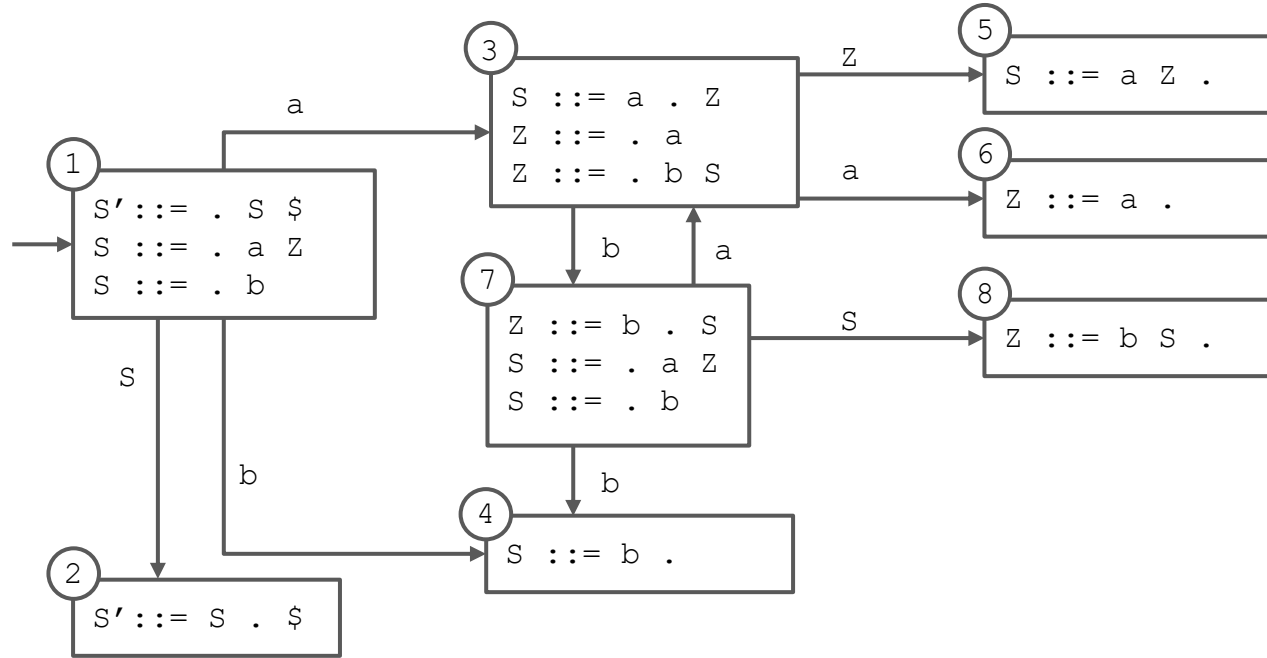 5
3
Z
S ::= a Z .
S ::= a . Z
a
Z ::= . a
6
1
Z ::= . b S
a
S'::= . S $
Z ::= a .
S ::= . a Z
b
a
S ::= . b
7
8
Z ::= b . S
S
S ::= . a Z
Z ::= b S .
S
S ::= . b
b
b
4
S ::= b .
2
S'::= S . $